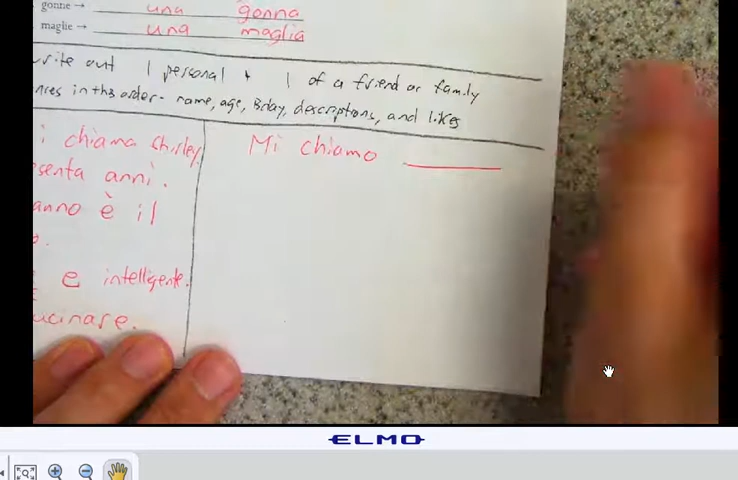 gonne → una gonna
maglie → una maglia
write out 1 personal + 1 of a friend or family
in this order- name, age, Bday, descriptions, and likes
i chiama Shirley.
senta anni.
anno è il
o.
e intelligente.
ucinare.
Mi chiamo
ELMO